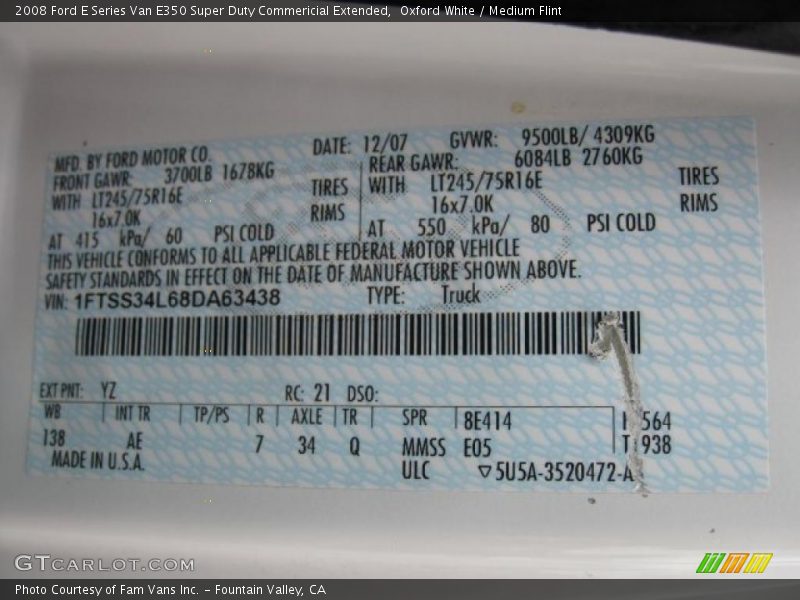 2008 Ford E Series Van E350 Super Duty Commericial Extended, Oxford White / Medium Flint
MFD. BY FORD MOTOR CO. DATE: 12/07 GVWR: 9500LB/ 4309KG
FRONT GAWR: 3700LB 1678KG REAR GAWR: 6084LB 2760KG
WITH LT245/75R16E TIRES WITH LT245/75R16E TIRES
16x7.0K RIMS 16x7.0K RIMS
AT 415 kPa/ 60 PSI COLD AT 550 kPa/ 80 PSI COLD
THIS VEHICLE CONFORMS TO ALL APPLICABLE FEDERAL MOTOR VEHICLE
SAFETY STANDARDS IN EFFECT ON THE DATE OF MANUFACTURE SHOWN ABOVE.
VIN: 1FTSS34L68DA63438 TYPE: Truck
EXT PNT: YZ RC: 21 DSO:
WB INT TR TP/PS R AXLE TR SPR 8E414 564
138 AE 7 34 Q MMSS E05 938
MADE IN U.S.A. ULC 5U5A-3520472-A
GTCARLOT.COM
Photo Courtesy of Fam Vans Inc. - Fountain Valley, CA